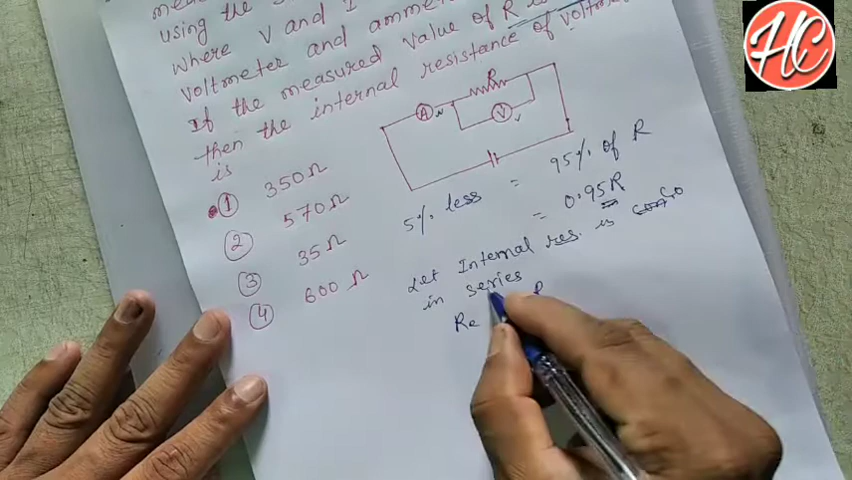 using the
where V and I
voltmeter and ammeter
If the measured value of R is
then the internal resistance of voltmeter
is
① 350Ω
② 570Ω
③ 35Ω
④ 600Ω
R
A
V
5% less = 95% of R
= 0.95R
Let Internal res. is Go
in series
Re
HC